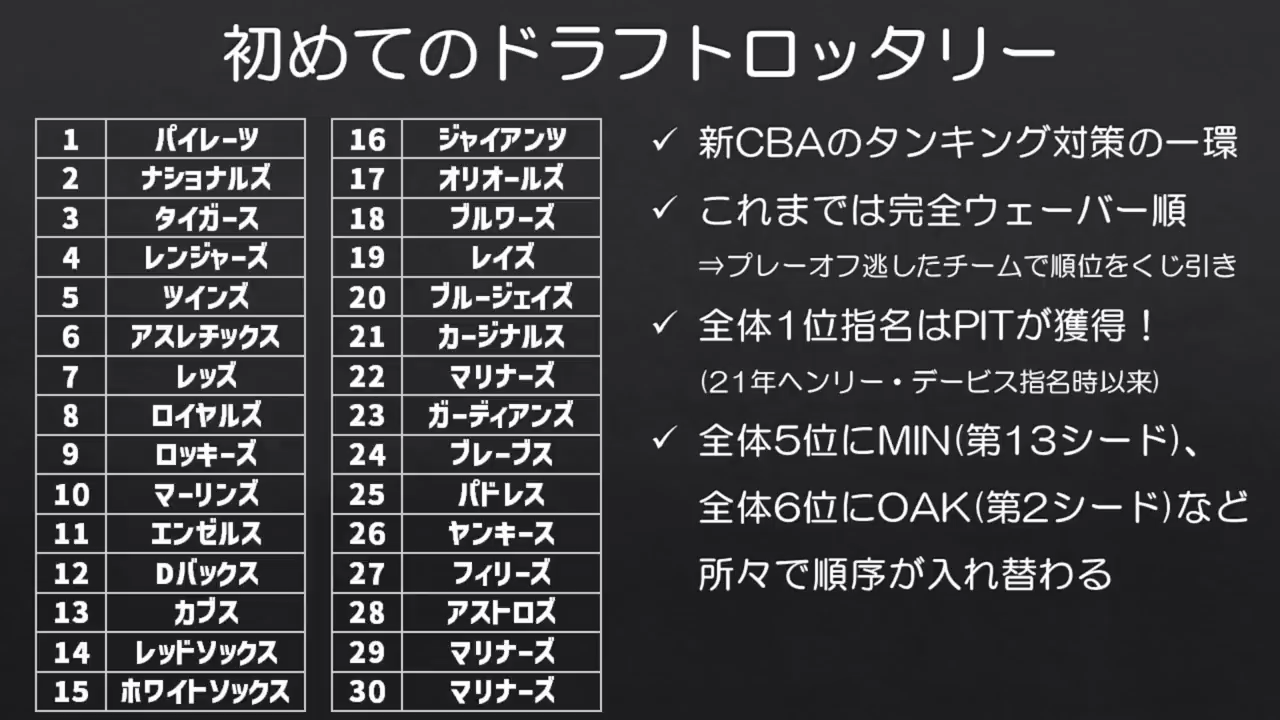 初めてのドラフトロッタリー
1 パイレーツ
2 ナショナルズ
3 タイガース
4 レンジャーズ
5 ツインズ
6 アスレチックス
7 レッズ
8 ロイヤルズ
9 ロッキーズ
10 マーリンズ
11 エンゼルス
12 Dバックス
13 カブス
14 レッドソックス
15 ホワイトソックス
16 ジャイアンツ
17 オリオールズ
18 ブルワーズ
19 レイズ
20 ブルージェイズ
21 カージナルス
22 マリナーズ
23 ガーディアンズ
24 ブレーブス
25 パドレス
26 ヤンキース
27 フィリーズ
28 アストロズ
29 マリナーズ
30 マリナーズ
✓ 新CBAのタンキング対策の一環
✓ これまでは完全ウェーバー順
⇒プレーオフ逃したチームで順位をくじ引き
✓ 全体1位指名はPITが獲得！
(21年ヘンリー・デービス指名時以来)
✓ 全体5位にMIN(第13シード)、
全体6位にOAK(第2シード)など
所々で順序が入れ替わる